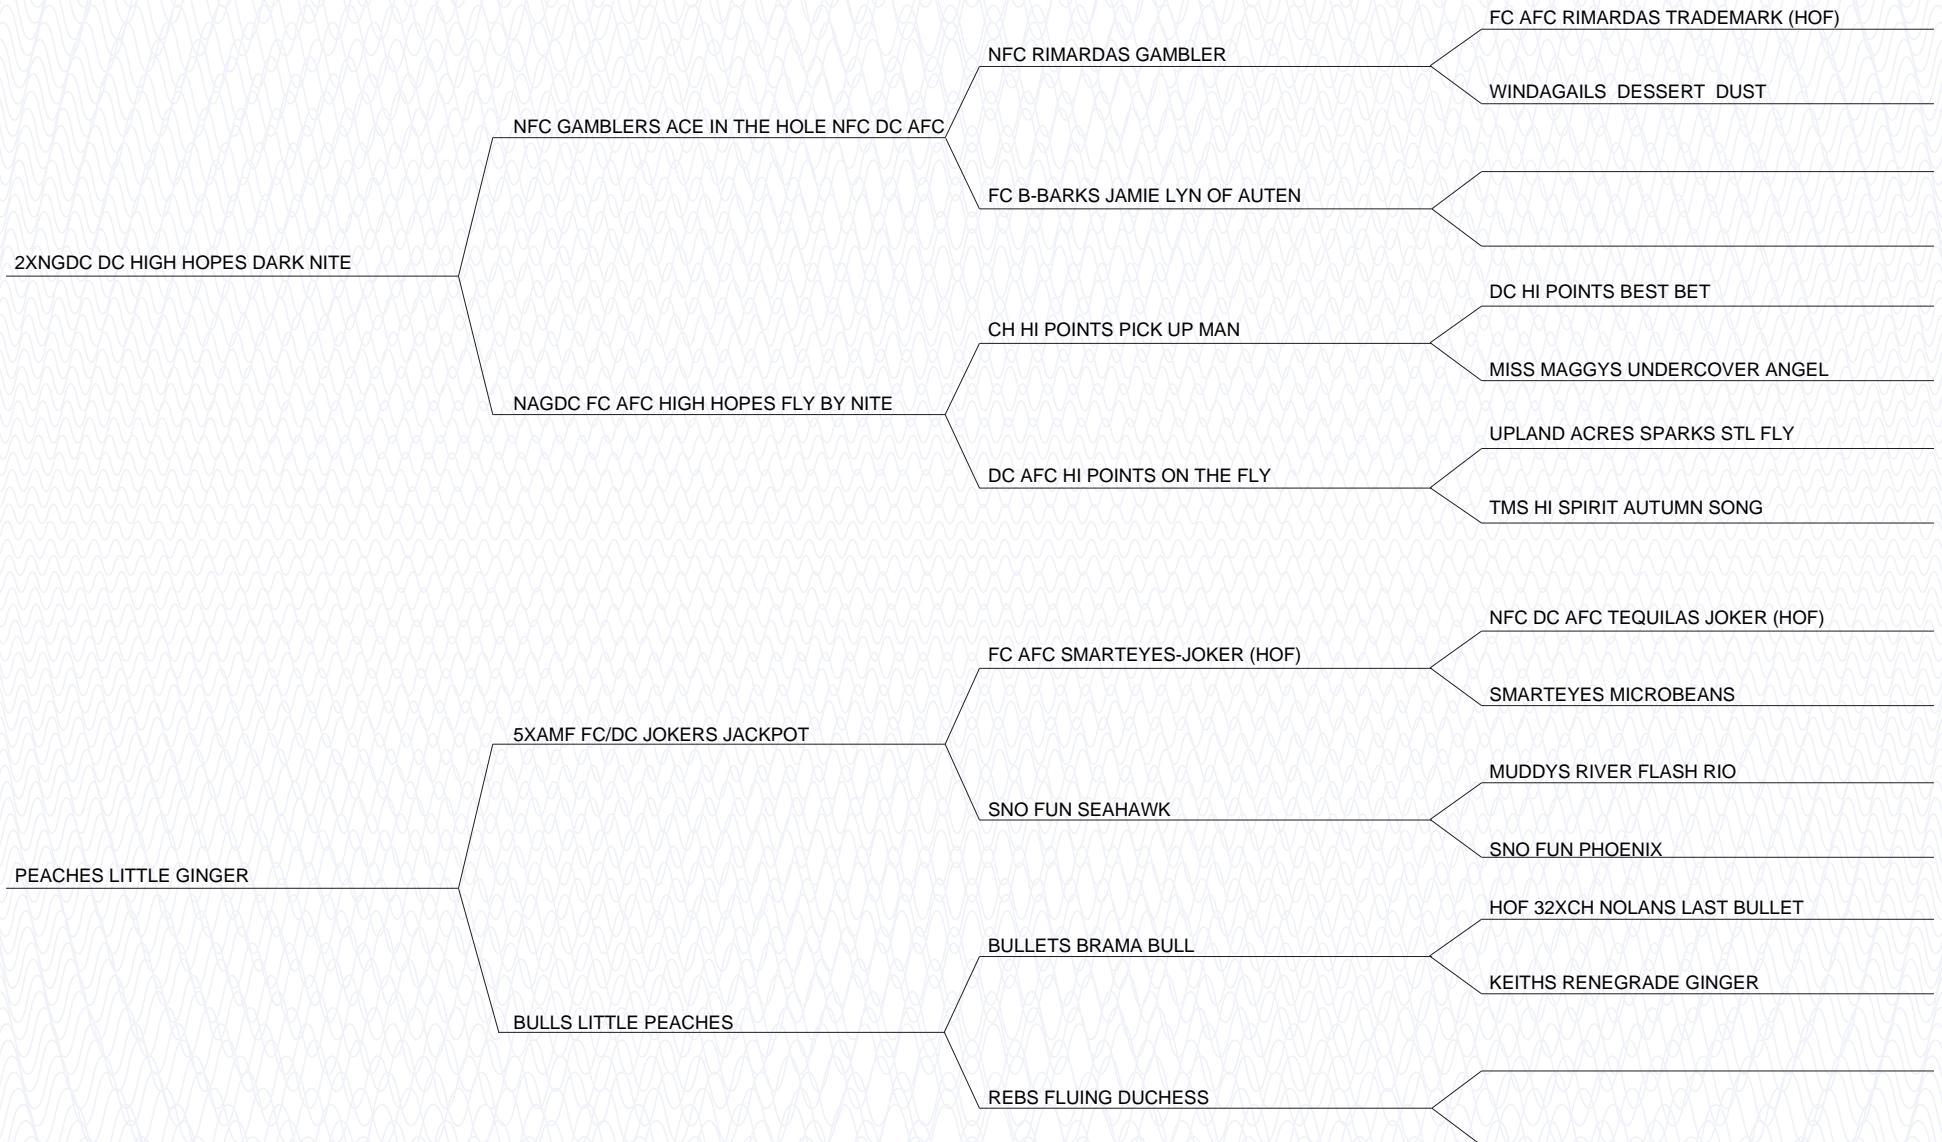 FC AFC RIMARDAS TRADEMARK (HOF)
NFC RIMARDAS GAMBLER
WINDAGAILS  DESSERT  DUST
NFC GAMBLERS ACE IN THE HOLE NFC DC AFC
FC B-BARKS JAMIE LYN OF AUTEN
2XNGDC DC HIGH HOPES DARK NITE
DC HI POINTS BEST BET
CH HI POINTS PICK UP MAN
MISS MAGGYS UNDERCOVER ANGEL
NAGDC FC AFC HIGH HOPES FLY BY NITE
UPLAND ACRES SPARKS STL FLY
DC AFC HI POINTS ON THE FLY
TMS HI SPIRIT AUTUMN SONG
NFC DC AFC TEQUILAS JOKER (HOF)
FC AFC SMARTEYES-JOKER (HOF)
SMARTEYES MICROBEANS
5XAMF FC/DC JOKERS JACKPOT
MUDDYS RIVER FLASH RIO
SNO FUN SEAHAWK
SNO FUN PHOENIX
PEACHES LITTLE GINGER
HOF 32XCH NOLANS LAST BULLET
BULLETS BRAMA BULL
KEITHS RENEGRADE GINGER
BULLS LITTLE PEACHES
REBS FLUING DUCHESS